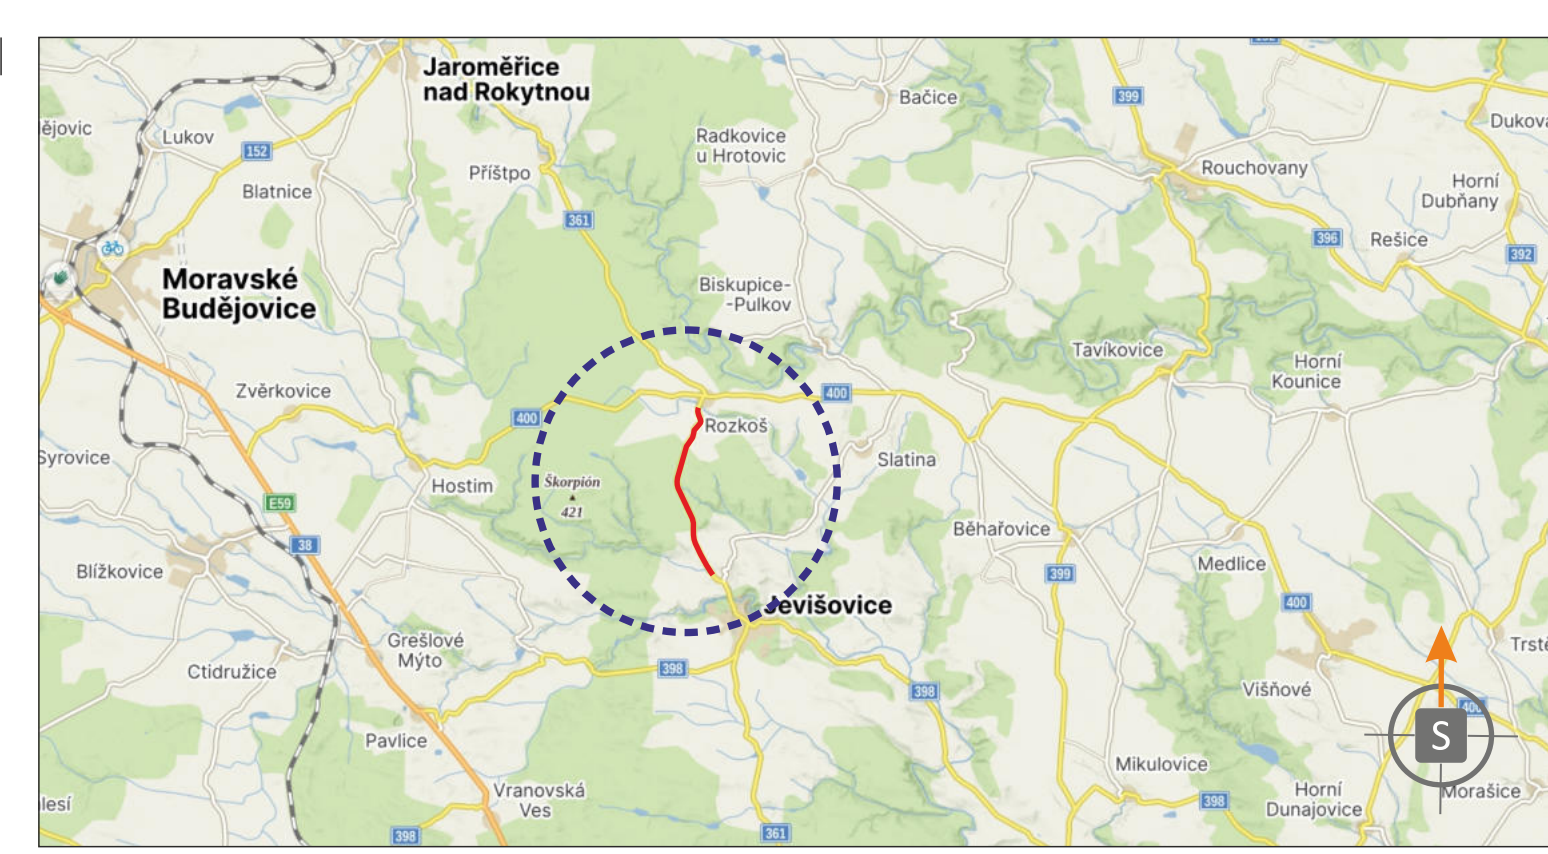 Jaroměřice
nad Rokytnou
Bačice
399
Dukova
ějovic
Lukov
152
Radkovice
u Hrotovic
Příštpo
Rouchovany
Blatnice
Horní
Dubňany
361
396
Rešice
392
Moravské
Budějovice
Biskupice-
-Pulkov
Tavíkovice
Horní
Kounice
Zvěrkovice
400
400
Rozkoš
Syrovice
Hostim
Škorpión
421
Slatina
E59
38
Běhařovice
Blížkovice
399
Medlice
400
Jevišovice
Grešlové
Mýto
Ctidružice
398
398
Trstě
Višňové
400
S
Pavlice
Mikulovice
Vranovská
Ves
lesí
398
Horní
Dunajovice
Morašice
398
361